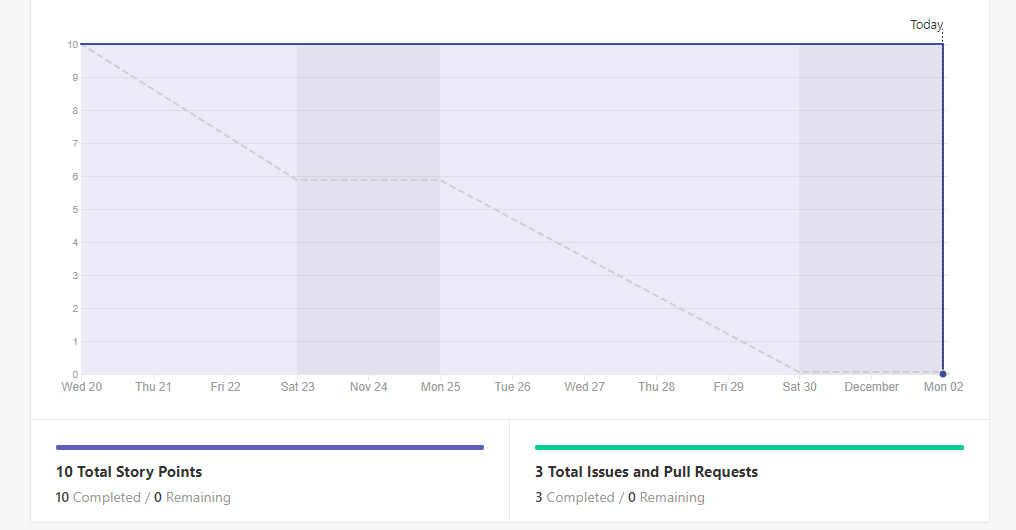 Today
10
9
8
7
6
5
4
3
2
1
0
Wed 20 Thu 21 Fri 22 Sat 23 Nov 24 Mon 25 Tue 26 Wed 27 Thu 28 Fri 29 Sat 30 December Mon 02
10 Total Story Points
10 Completed / 0 Remaining
3 Total Issues and Pull Requests
3 Completed / 0 Remaining